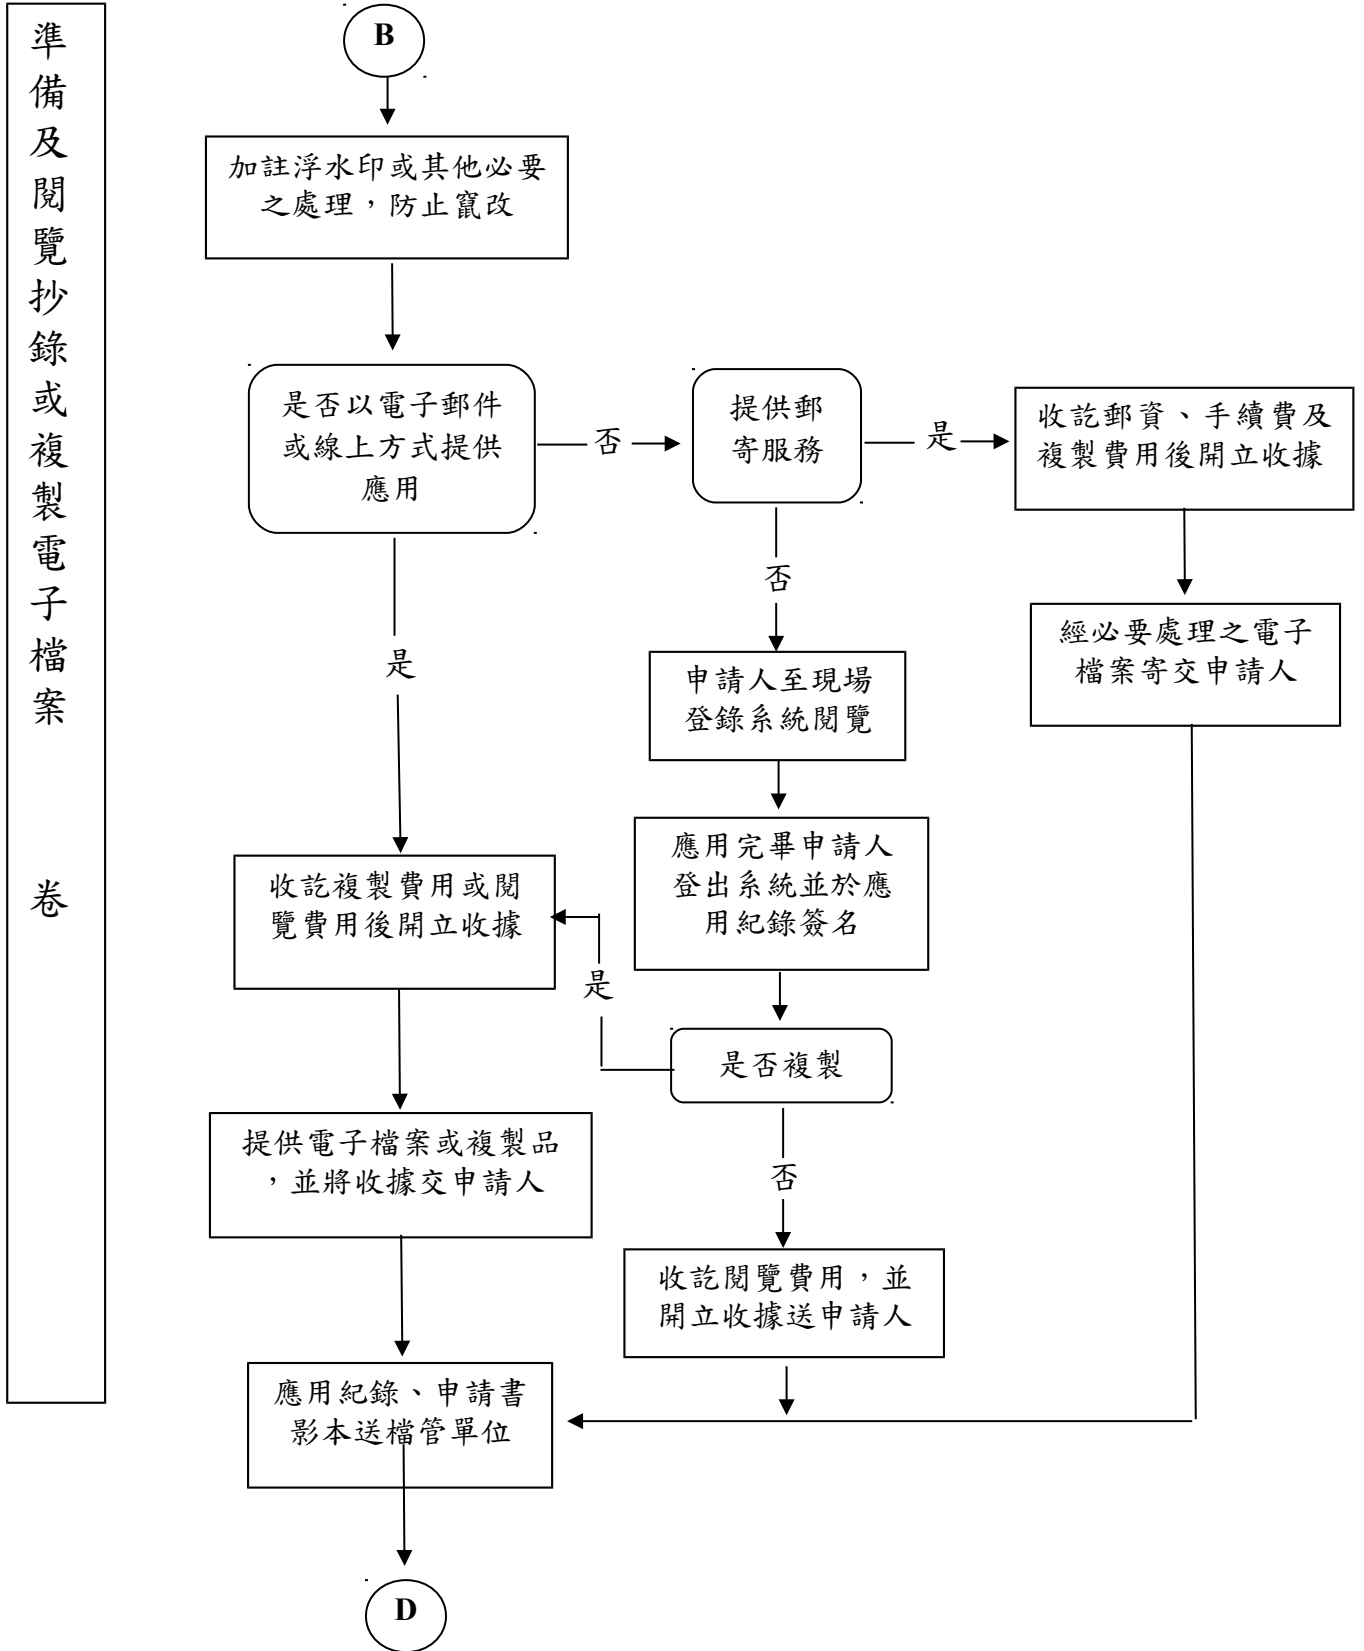 準備及閱覽抄錄或複製電子檔案 卷
B
加註浮水印或其他必要
之處理，防止竄改
是否以電子郵件
或線上方式提供
應用
否
提供郵
寄服務
是
收訖郵資、手續費及
複製費用後開立收據
否
經必要處理之電子
檔案寄交申請人
是
申請人至現場
登錄系統閱覽
應用完畢申請人
登出系統並於應
用紀錄簽名
收訖複製費用或閱
覽費用後開立收據
是
是否複製
提供電子檔案或複製品
，並將收據交申請人
否
收訖閱覽費用，並
開立收據送申請人
應用紀錄、申請書
影本送檔管單位
D